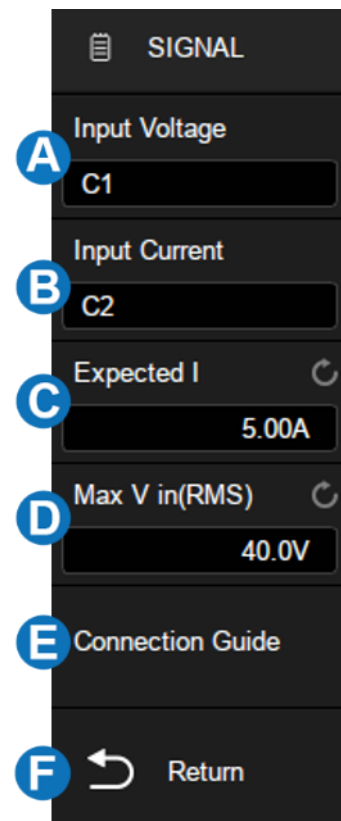 SIGNAL
A
Input Voltage
C1
B
Input Current
C2
C
Expected I
5.00A
D
Max V in(RMS)
40.0V
E
Connection Guide
F
Return